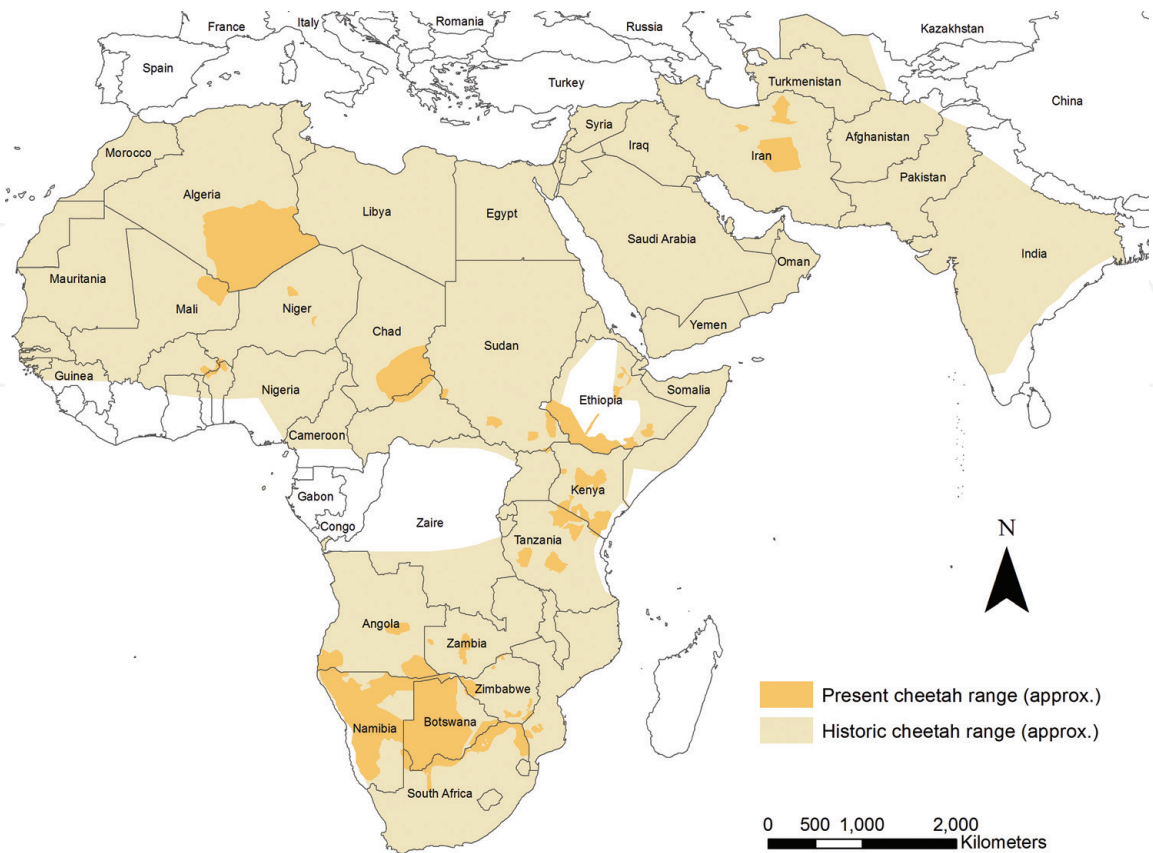 France
Italy
Romania
Russia
Kazakhstan
Spain
Turkey
Turkmenistan
China
Syria
Afghanistan
Morocco
Iraq
Iran
Pakistan
Algeria
Libya
Egypt
Saudi Arabia
India
Oman
Mauritania
Mali
Niger
Chad
Sudan
Yemen
Guinea
Nigeria
Ethiopia
Somalia
Cameroon
Gabon
Kenya
Congo
Zaire
Tanzania
N
Angola
Zambia
Zimbabwe
Namibia
Botswana
South Africa
Present cheetah range (approx.)
Historic cheetah range (approx.)
0 500 1,000 2,000
Kilometers